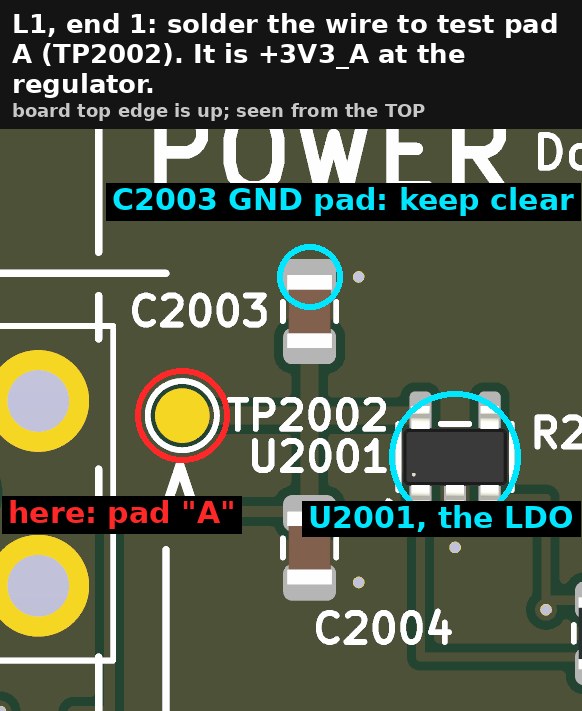 L1, end 1: solder the wire to test pad
A (TP2002). It is +3V3_A at the
regulator.
board top edge is up; seen from the TOP
POWER
C2003 GND pad: keep clear
C2003
TP2002
U2001
here: pad "A"
U2001, the LDO
C2004